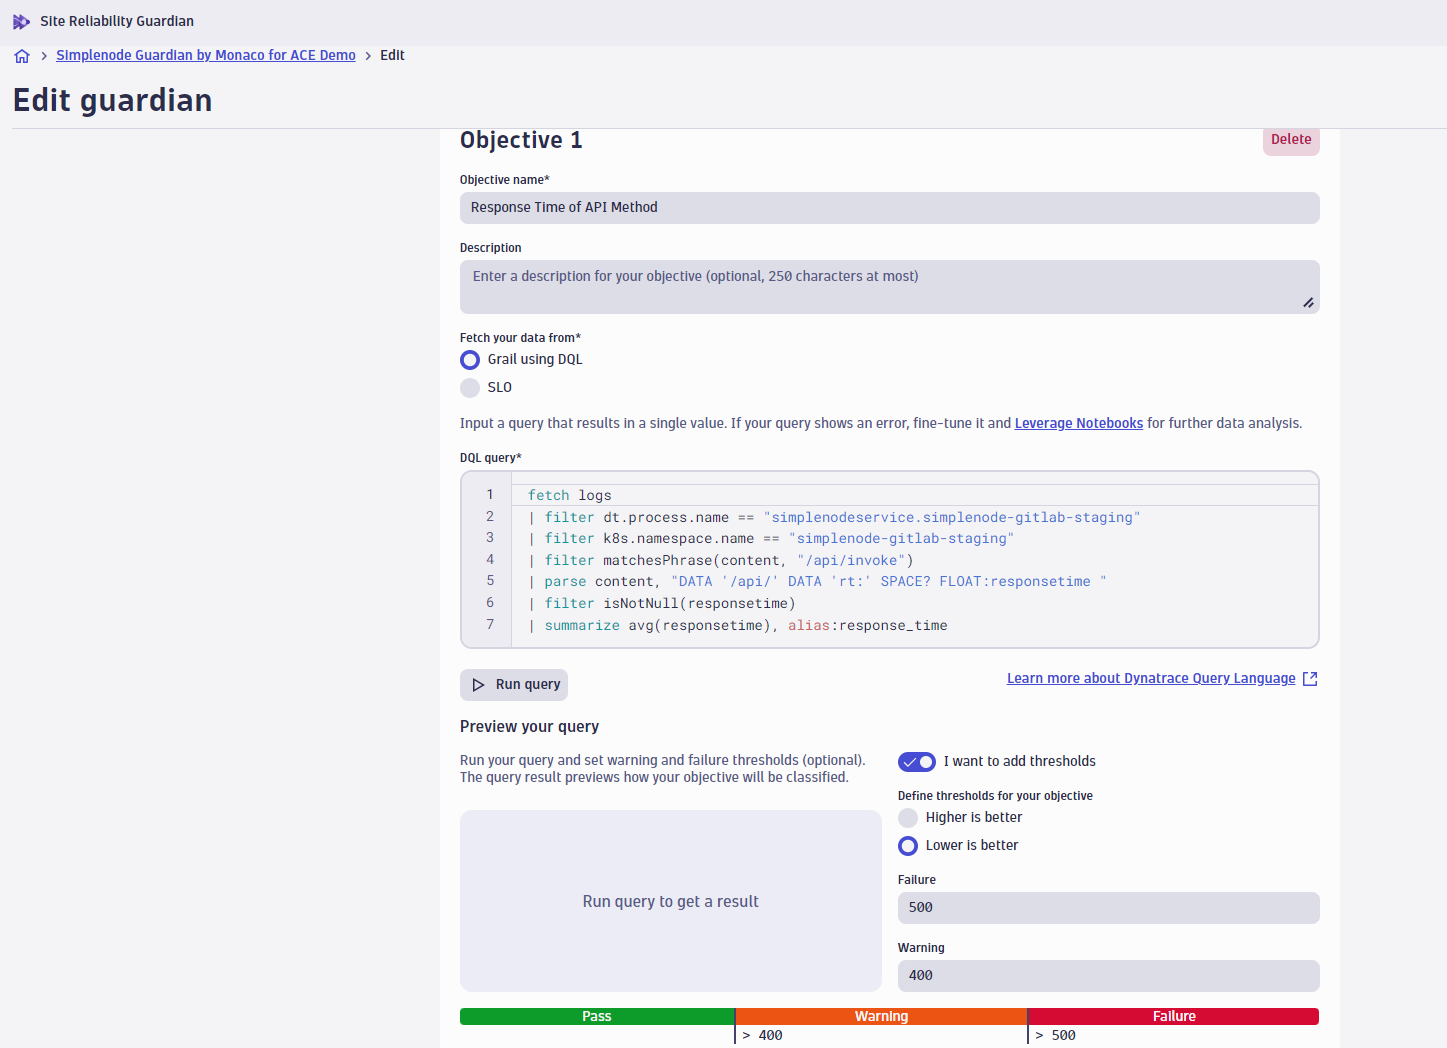 Site Reliability Guardian
Simplenode Guardian by Monaco for ACE Demo > Edit
Edit guardian
Objective 1
Delete
Objective name*
Response Time of API Method
Description
Enter a description for your objective (optional, 250 characters at most)
Fetch your data from*
Grail using DQL
SLO
Input a query that results in a single value. If your query shows an error, fine-tune it and Leverage Notebooks for further data analysis.
DQL query*
1 fetch logs
2 | filter dt.process.name == "simplenodeservice.simplenode-gitlab-staging"
3 | filter k8s.namespace.name == "simplenode-gitlab-staging"
4 | filter matchesPhrase(content, "/api/invoke")
5 | parse content, "DATA '/api/' DATA 'rt:' SPACE? FLOAT:responsetime "
6 | filter isNotNull(responsetime)
7 | summarize avg(responsetime), alias:response_time
Run query
Learn more about Dynatrace Query Language
Preview your query
Run your query and set warning and failure thresholds (optional).
The query result previews how your objective will be classified.
Run query to get a result
I want to add thresholds
Define thresholds for your objective
Higher is better
Lower is better
Failure
500
Warning
400
Pass Warning Failure
> 400 > 500